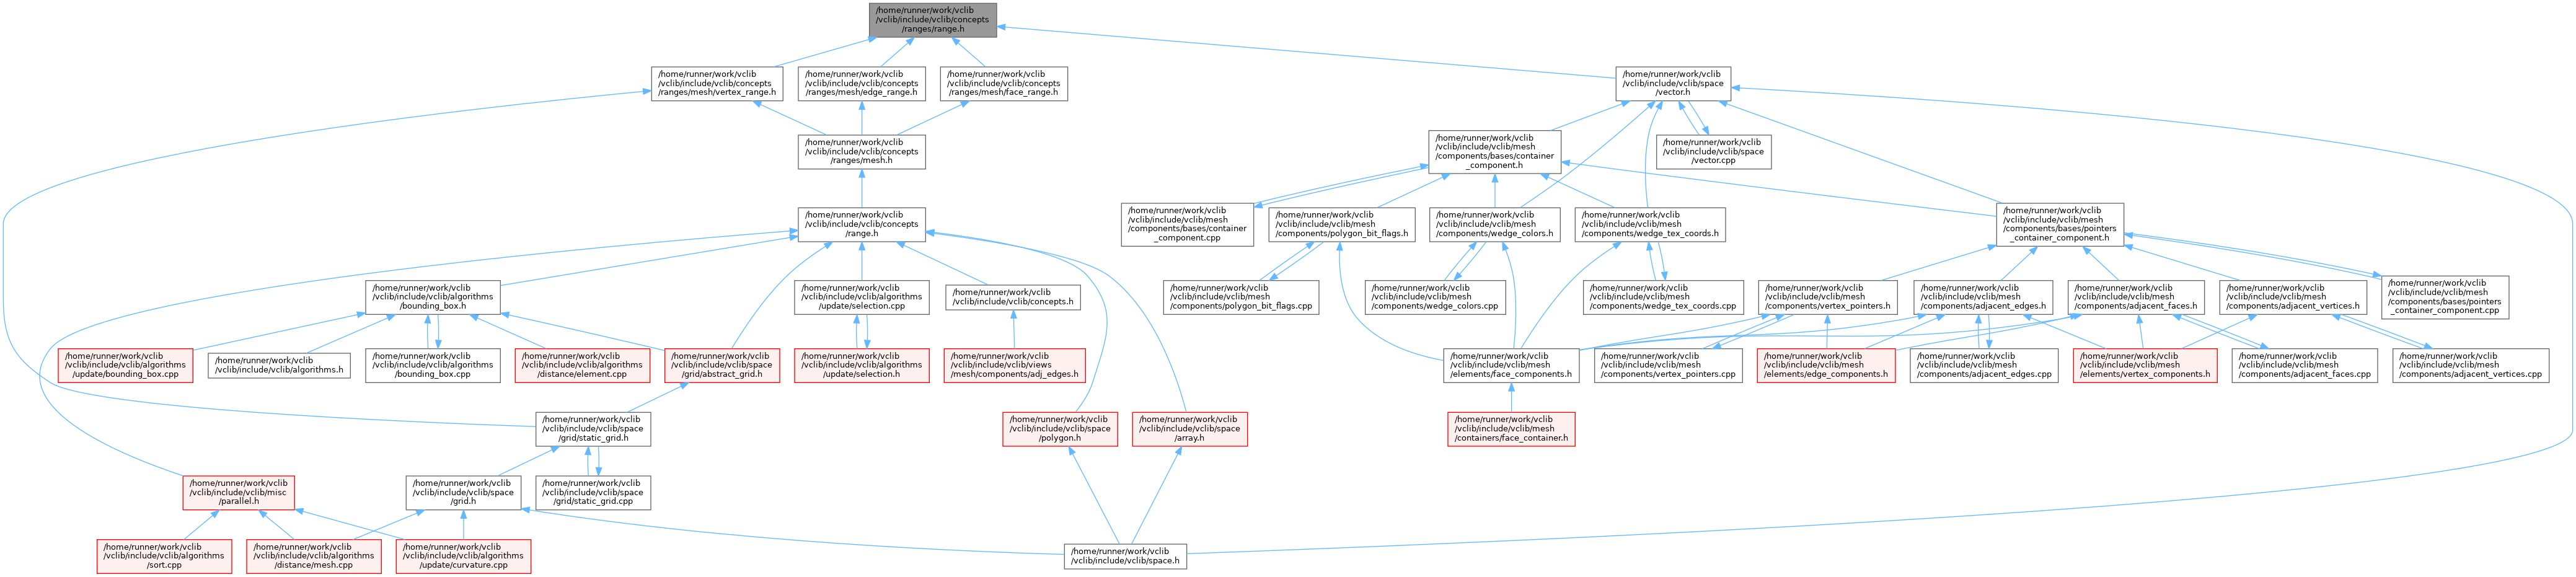 /home/runner/work/vclib
/vclib/include/vclib/concepts
/ranges/range.h
/home/runner/work/vclib
/vclib/include/vclib/concepts
/ranges/mesh/vertex_range.h
/home/runner/work/vclib
/vclib/include/vclib/concepts
/ranges/mesh/edge_range.h
/home/runner/work/vclib
/vclib/include/vclib/concepts
/ranges/mesh/face_range.h
/home/runner/work/vclib
/vclib/include/vclib/space
/vector.h
/home/runner/work/vclib
/vclib/include/vclib/concepts
/ranges/mesh.h
/home/runner/work/vclib
/vclib/include/vclib/mesh
/components/bases/container
_component.h
/home/runner/work/vclib
/vclib/include/vclib/space
/vector.cpp
/home/runner/work/vclib
/vclib/include/vclib/concepts
/range.h
/home/runner/work/vclib
/vclib/include/vclib/mesh
/components/bases/container
_component.cpp
/home/runner/work/vclib
/vclib/include/vclib/mesh
/components/polygon_bit_flags.h
/home/runner/work/vclib
/vclib/include/vclib/mesh
/components/wedge_colors.h
/home/runner/work/vclib
/vclib/include/vclib/mesh
/components/wedge_tex_coords.h
/home/runner/work/vclib
/vclib/include/vclib/mesh
/components/bases/pointers
_container_component.h
/home/runner/work/vclib
/vclib/include/vclib/algorithms
/bounding_box.h
/home/runner/work/vclib
/vclib/include/vclib/algorithms
/update/selection.cpp
/home/runner/work/vclib
/vclib/include/vclib/concepts.h
/home/runner/work/vclib
/vclib/include/vclib/mesh
/components/polygon_bit_flags.cpp
/home/runner/work/vclib
/vclib/include/vclib/mesh
/components/wedge_colors.cpp
/home/runner/work/vclib
/vclib/include/vclib/mesh
/components/wedge_tex_coords.cpp
/home/runner/work/vclib
/vclib/include/vclib/mesh
/components/vertex_pointers.h
/home/runner/work/vclib
/vclib/include/vclib/mesh
/components/adjacent_edges.h
/home/runner/work/vclib
/vclib/include/vclib/mesh
/components/adjacent_faces.h
/home/runner/work/vclib
/vclib/include/vclib/mesh
/components/adjacent_vertices.h
/home/runner/work/vclib
/vclib/include/vclib/mesh
/components/bases/pointers
_container_component.cpp
/home/runner/work/vclib
/vclib/include/vclib/algorithms
/update/bounding_box.cpp
/home/runner/work/vclib
/vclib/include/vclib/algorithms.h
/home/runner/work/vclib
/vclib/include/vclib/algorithms
/bounding_box.cpp
/home/runner/work/vclib
/vclib/include/vclib/algorithms
/distance/element.cpp
/home/runner/work/vclib
/vclib/include/vclib/space
/grid/abstract_grid.h
/home/runner/work/vclib
/vclib/include/vclib/algorithms
/update/selection.h
/home/runner/work/vclib
/vclib/include/vclib/views
/mesh/components/adj_edges.h
/home/runner/work/vclib
/vclib/include/vclib/mesh
/elements/face_components.h
/home/runner/work/vclib
/vclib/include/vclib/mesh
/components/vertex_pointers.cpp
/home/runner/work/vclib
/vclib/include/vclib/mesh
/elements/edge_components.h
/home/runner/work/vclib
/vclib/include/vclib/mesh
/components/adjacent_edges.cpp
/home/runner/work/vclib
/vclib/include/vclib/mesh
/elements/vertex_components.h
/home/runner/work/vclib
/vclib/include/vclib/mesh
/components/adjacent_faces.cpp
/home/runner/work/vclib
/vclib/include/vclib/mesh
/components/adjacent_vertices.cpp
/home/runner/work/vclib
/vclib/include/vclib/space
/grid/static_grid.h
/home/runner/work/vclib
/vclib/include/vclib/space
/polygon.h
/home/runner/work/vclib
/vclib/include/vclib/space
/array.h
/home/runner/work/vclib
/vclib/include/vclib/mesh
/containers/face_container.h
/home/runner/work/vclib
/vclib/include/vclib/misc
/parallel.h
/home/runner/work/vclib
/vclib/include/vclib/space
/grid.h
/home/runner/work/vclib
/vclib/include/vclib/space
/grid/static_grid.cpp
/home/runner/work/vclib
/vclib/include/vclib/algorithms
/sort.cpp
/home/runner/work/vclib
/vclib/include/vclib/algorithms
/distance/mesh.cpp
/home/runner/work/vclib
/vclib/include/vclib/algorithms
/update/curvature.cpp
/home/runner/work/vclib
/vclib/include/vclib/space.h